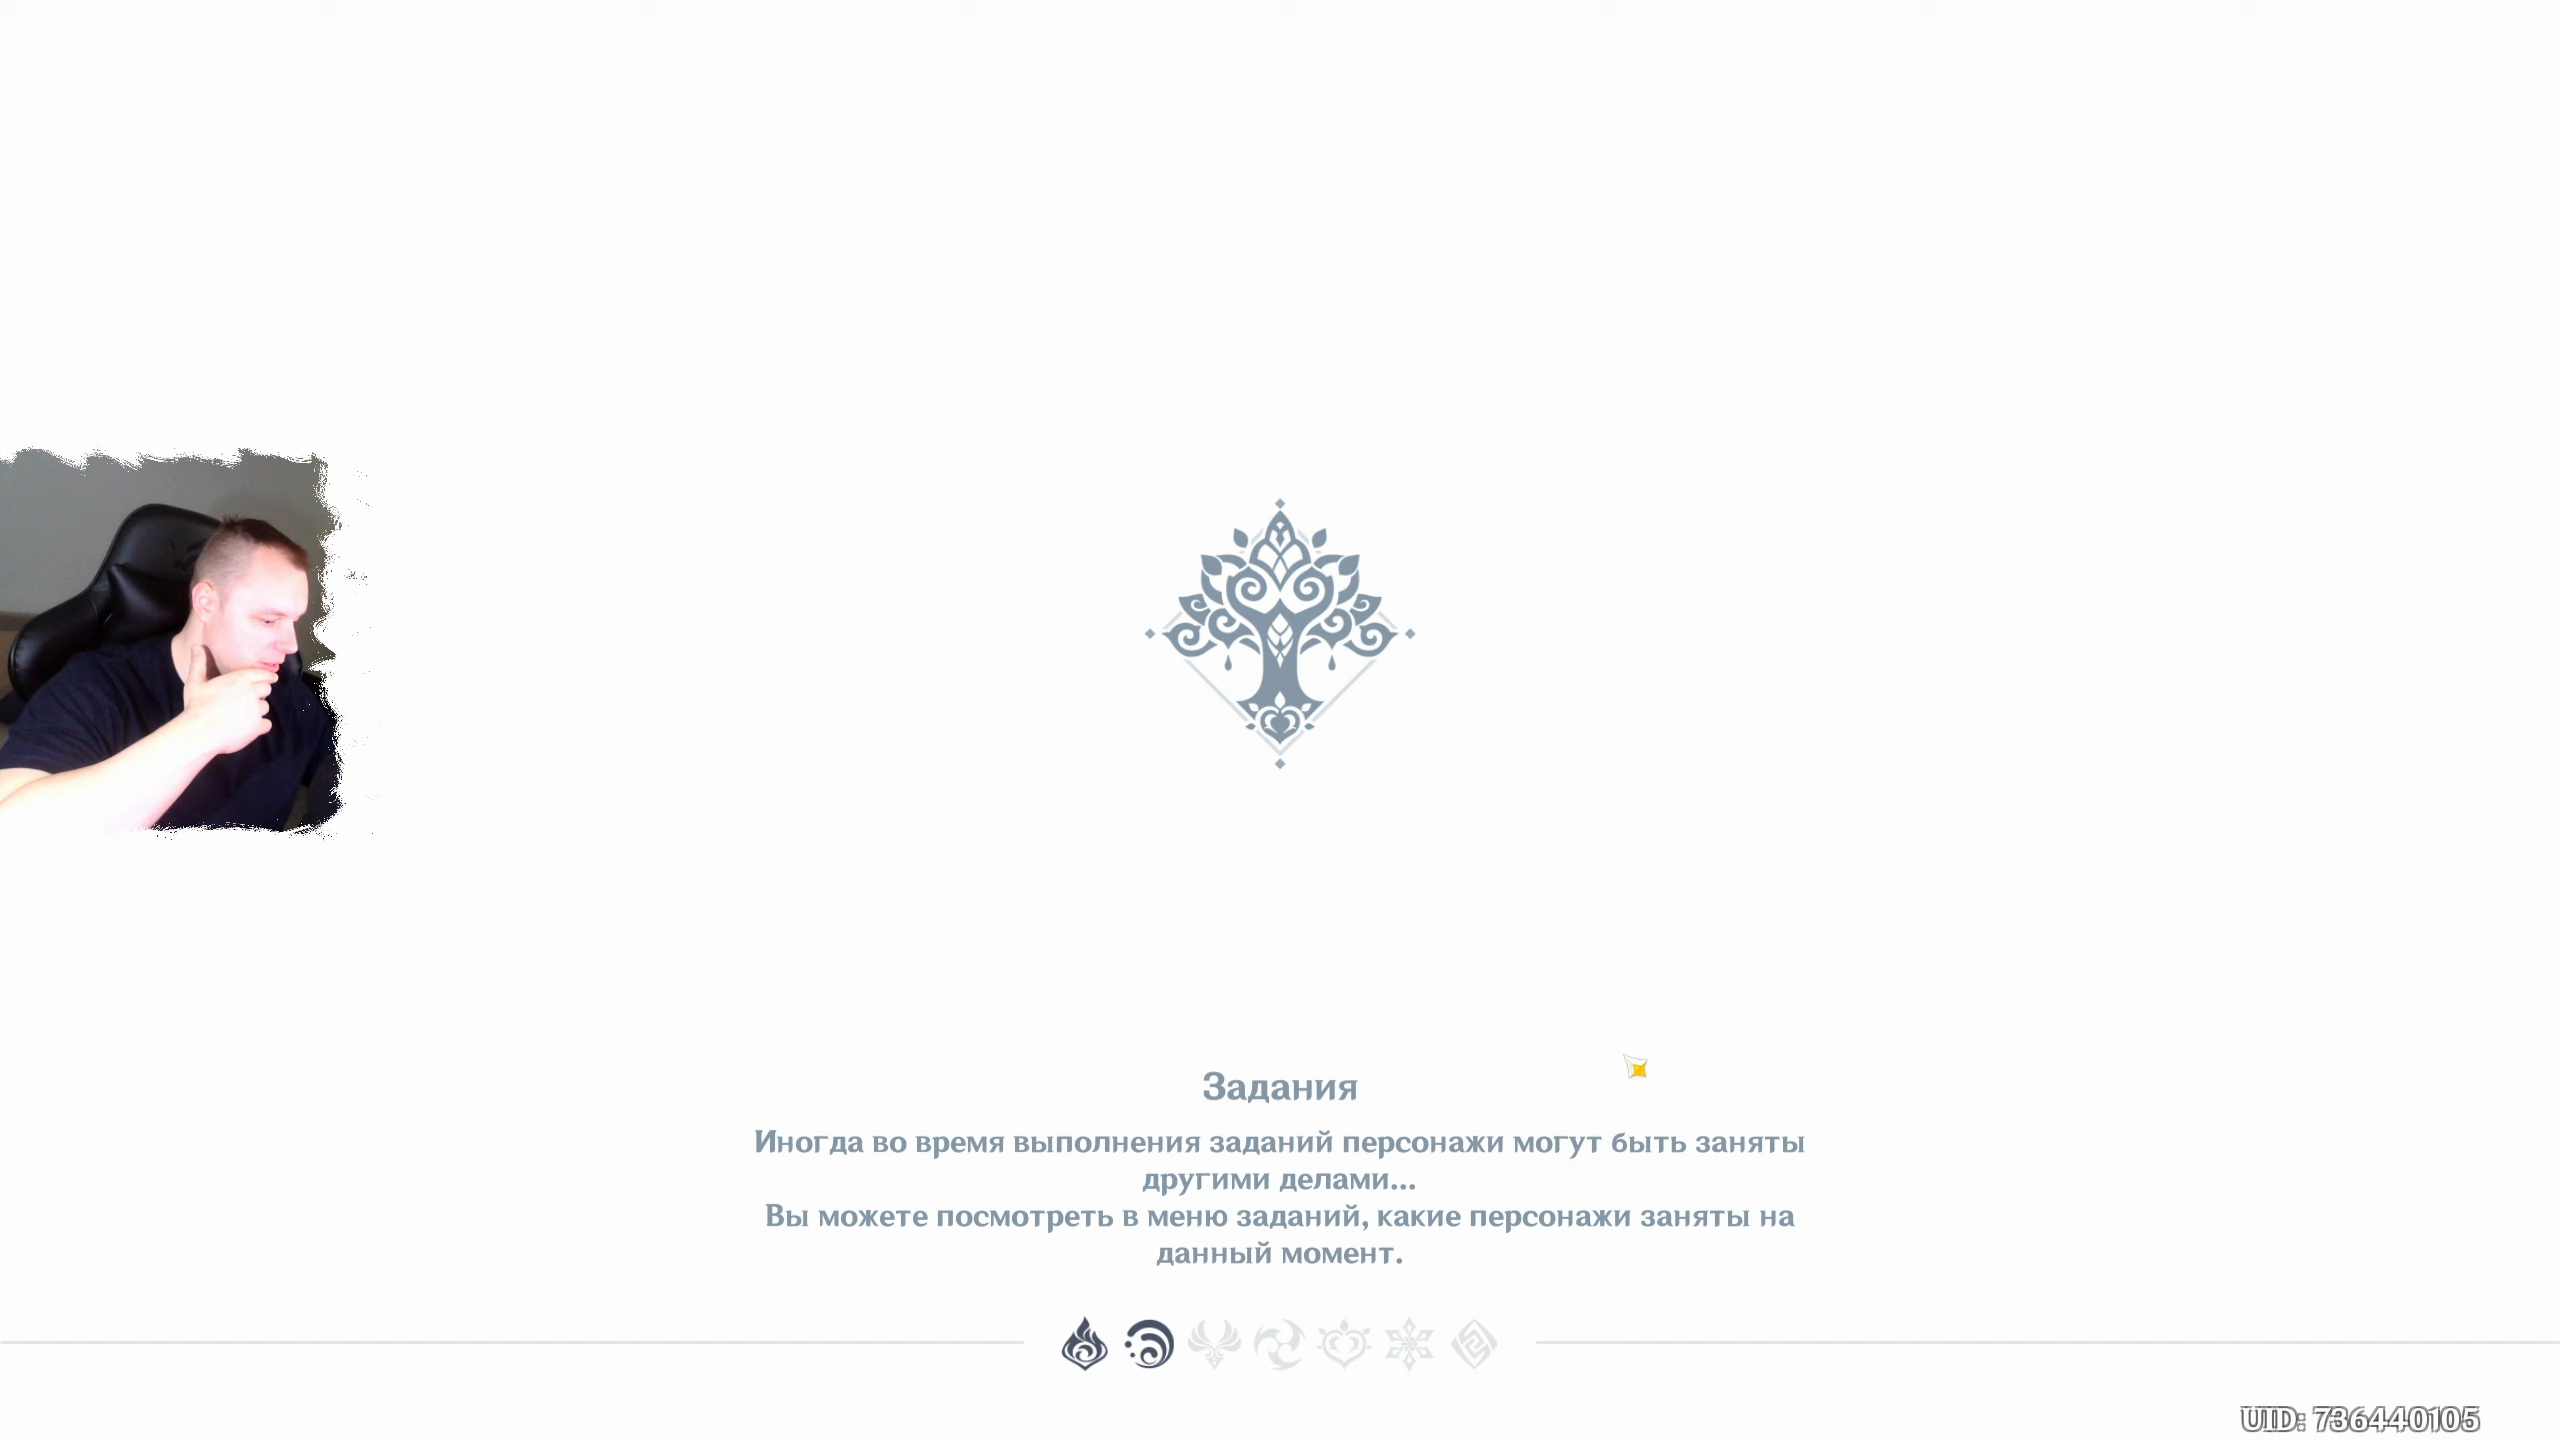 Задания
Иногда во время выполнения заданий персонажи могут быть заняты
другими делами...
Вы можете посмотреть в меню заданий, какие персонажи заняты на
данный момент.
UID: 736440105